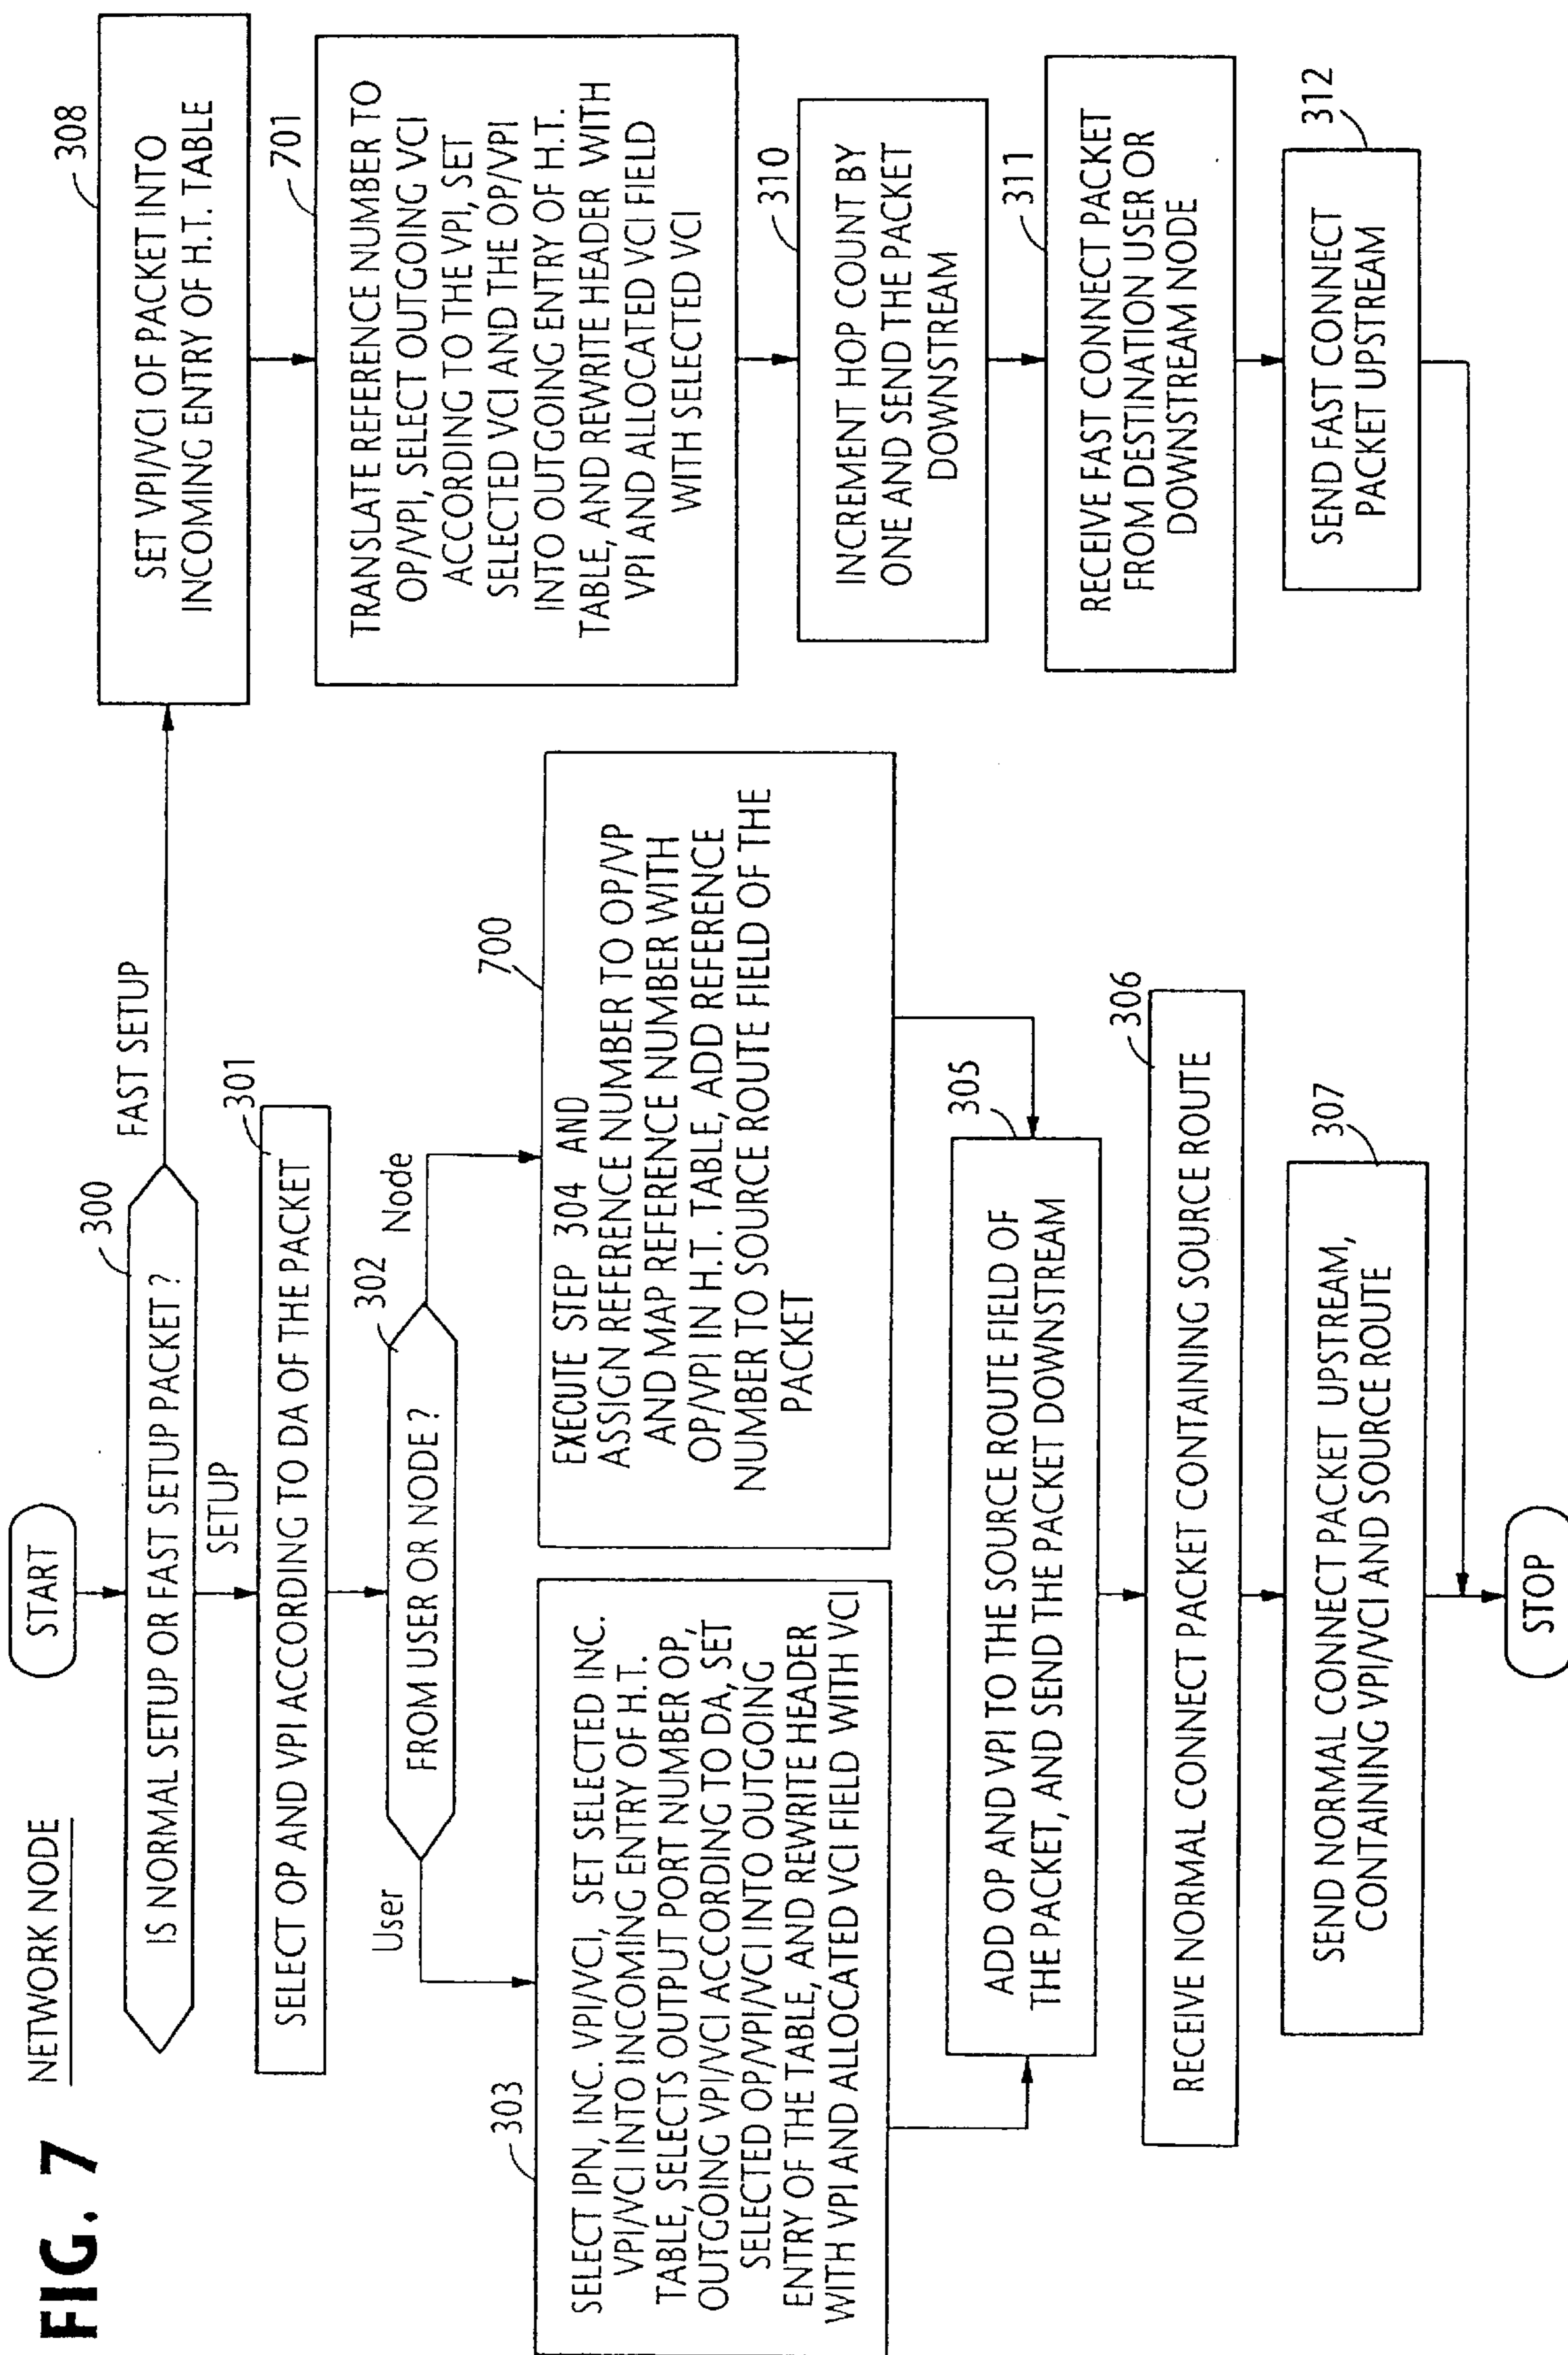 FIG. 7
NETWORK NODE
START
300
IS NORMAL SETUP OR FAST SETUP PACKET ?
FAST SETUP
SETUP
301
SELECT OP AND VPI ACCORDING TO DA OF THE PACKET
302
FROM USER OR NODE ?
User
Node
303
SELECT IPN, INC. VPI/VCI, SET SELECTED INC.
VPI/VCI INTO INCOMING ENTRY OF H.T.
TABLE, SELECTS OUTPUT PORT NUMBER OP,
OUTGOING VPI/VCI ACCORDING TO DA, SET
SELECTED OP/VPI/VCI INTO OUTGOING
ENTRY OF THE TABLE, AND REWRITE HEADER
WITH VPI AND ALLOCATED VCI FIELD WITH VCI
700
EXECUTE STEP 304 AND
ASSIGN REFERENCE NUMBER TO OP/VP
AND MAP REFERENCE NUMBER WITH
OP/VPI IN H.T. TABLE, ADD REFERENCE
NUMBER TO SOURCE ROUTE FIELD OF THE
PACKET
305
ADD OP AND VPI TO THE SOURCE ROUTE FIELD OF
THE PACKET, AND SEND THE PACKET DOWNSTREAM
306
RECEIVE NORMAL CONNECT PACKET CONTAINING SOURCE ROUTE
307
SEND NORMAL CONNECT PACKET UPSTREAM,
CONTAINING VPI/VCI AND SOURCE ROUTE
STOP
308
SET VPI/VCI OF PACKET INTO
INCOMING ENTRY OF H.T. TABLE
701
TRANSLATE REFERENCE NUMBER TO
OP/VPI, SELECT OUTGOING VCI
ACCORDING TO THE VPI, SET
SELECTED VCI AND THE OP/VPI
INTO OUTGOING ENTRY OF H.T.
TABLE, AND REWRITE HEADER WITH
VPI AND ALLOCATED VCI FIELD
WITH SELECTED VCI
310
INCREMENT HOP COUNT BY
ONE AND SEND THE PACKET
DOWNSTREAM
311
RECEIVE FAST CONNECT PACKET
FROM DESTINATION USER OR
DOWNSTREAM NODE
312
SEND FAST CONNECT
PACKET UPSTREAM